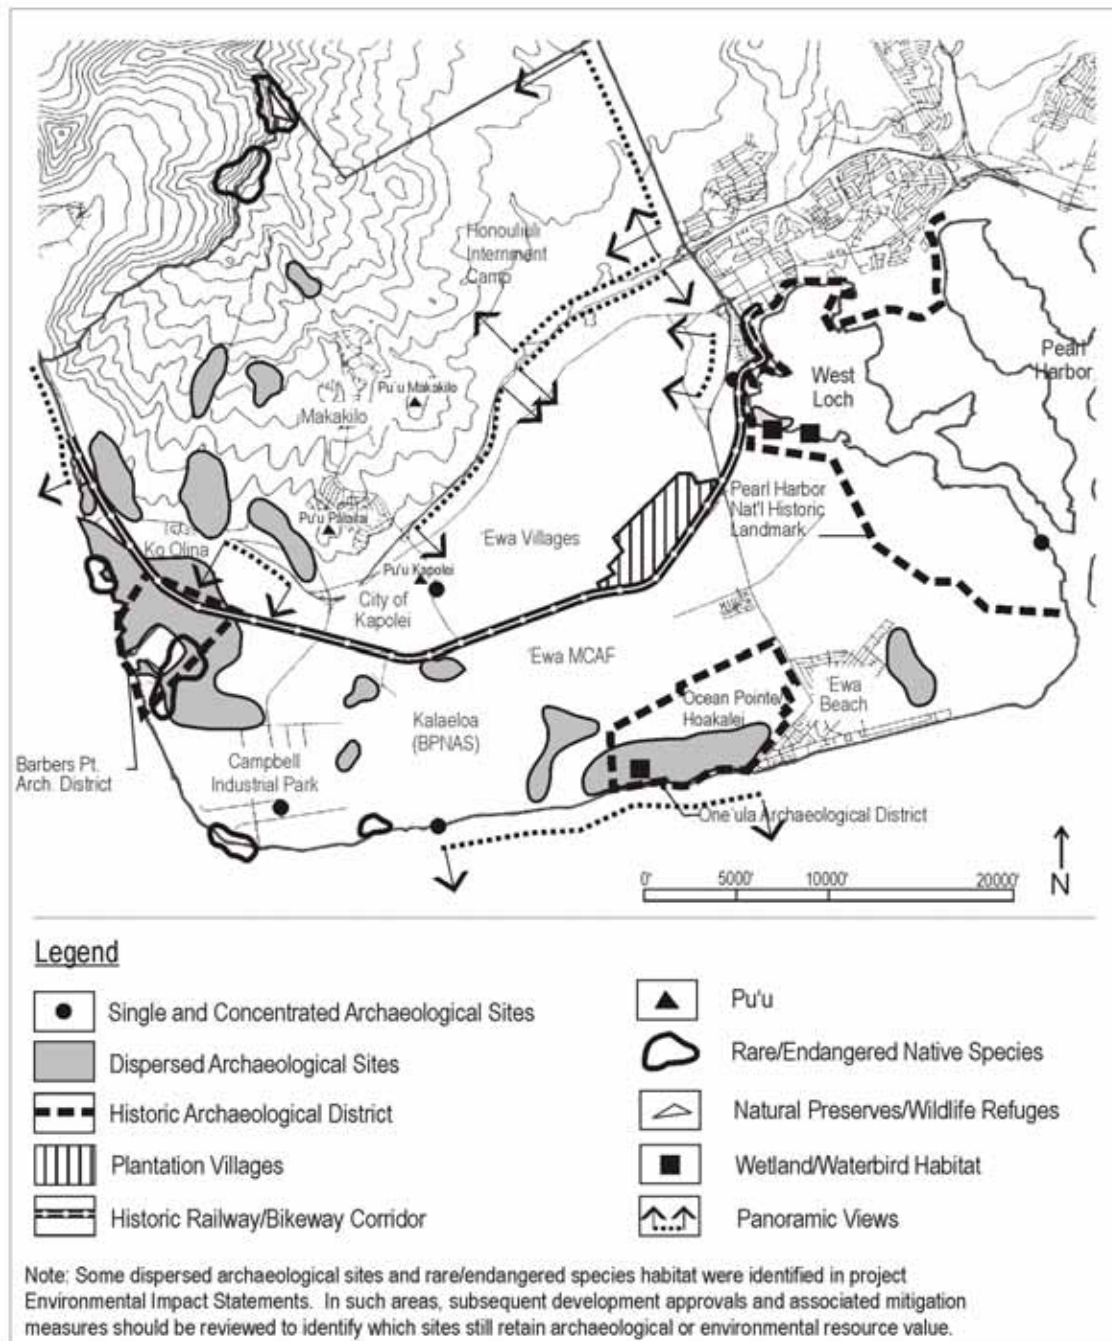 Honouliuli
Internment
Camp
Pearl
Harbor
West
Loch
Pu'u Makakilo
Makakilo
Pearl Harbor
Nat'l Historic
Landmark
Pu'u Palailai
Ko Olina
'Ewa Villages
Pu'u Kapolei
City of
Kapolei
'Ewa MCAF
Ocean Pointe/
Hoakalei
'Ewa
Beach
Kalaeloa
(BPNAS)
Barbers Pt.
Arch. District
Campbell
Industrial Park
One'ula Archaeological District
0' 5000' 10000' 20000'
N
Legend
Single and Concentrated Archaeological Sites
Dispersed Archaeological Sites
Historic Archaeological District
Plantation Villages
Historic Railway/Bikeway Corridor
Pu'u
Rare/Endangered Native Species
Natural Preserves/Wildlife Refuges
Wetland/Waterbird Habitat
Panoramic Views
Note: Some dispersed archaeological sites and rare/endangered species habitat were identified in project
Environmental Impact Statements. In such areas, subsequent development approvals and associated mitigation
measures should be reviewed to identify which sites still retain archaeological or environmental resource value.